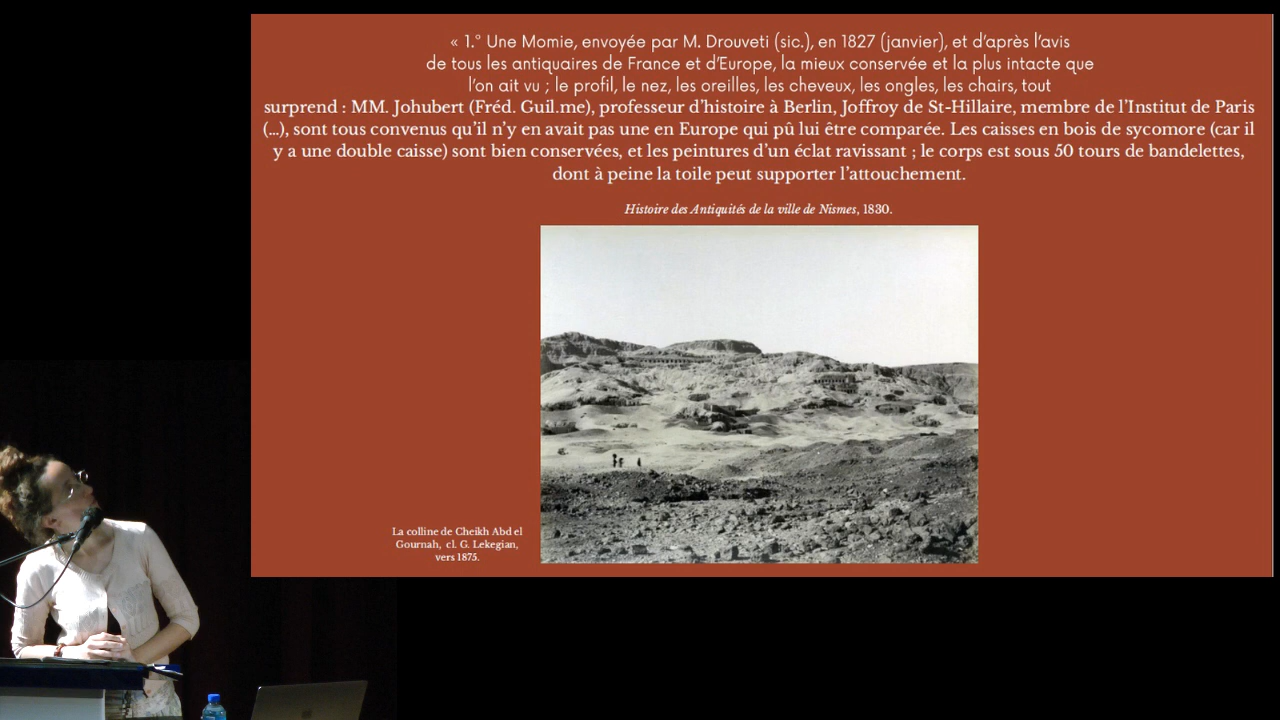 « 1.° Une Momie, envoyée par M. Drouveti (sic.), en 1827 (janvier), et d'après l'avis
de tous les antiquaires de France et d'Europe, la mieux conservée et la plus intacte que
l'on ait vu ; le profil, le nez, les oreilles, les cheveux, les ongles, les chairs, tout
surprend : MM. Johubert (Fréd. Guil.me), professeur d'histoire à Berlin, Joffroy de St-Hillaire, membre de l'Institut de Paris
(...), sont tous convenus qu'il n'y en avait pas une en Europe qui pû lui être comparée. Les caisses en bois de sycomore (car il
y a une double caisse) sont bien conservées, et les peintures d'un éclat ravissant ; le corps est sous 50 tours de bandelettes,
dont à peine la toile peut supporter l'attouchement.
Histoire des Antiquités de la ville de Nismes, 1830.
La colline de Cheikh Abd el
Gournah, cl. G. Lekegian,
vers 1875.